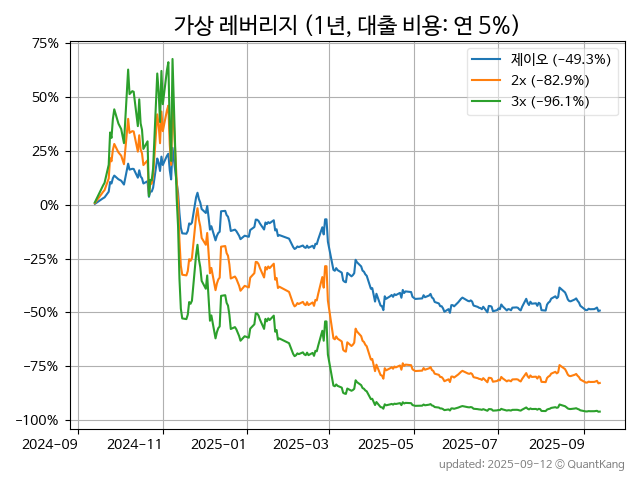 가상 레버리지 (1년, 대출 비용: 연 5%)
75%
50%
25%
0%
−25%
−50%
−75%
−100%
제이오 (−49.3%)
2x (−82.9%)
3x (−96.1%)
2024-09 2024-11 2025-01 2025-03 2025-05 2025-07 2025-09
updated: 2025-09-12 © QuantKang